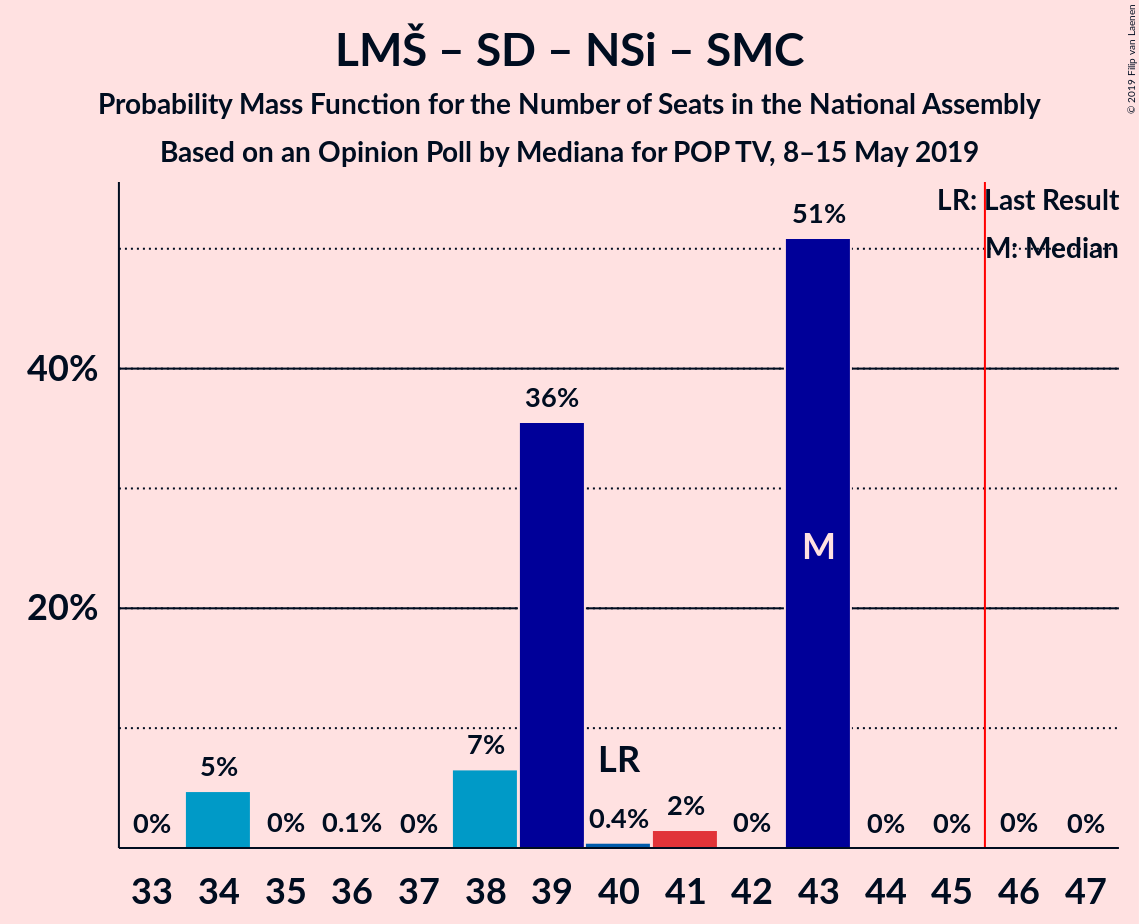 LMŠ – SD – NSi – SMC
Probability Mass Function for the Number of Seats in the National Assembly
Based on an Opinion Poll by Mediana for POP TV, 8–15 May 2019
© 2019 Filip van Laenen
LR: Last Result
M: Median
40%
20%
0%
5%
0%
0.1%
0%
7%
36%
LR
0.4%
2%
0%
51%
M
0%
0%
0%
0%
33 34 35 36 37 38 39 40 41 42 43 44 45 46 47